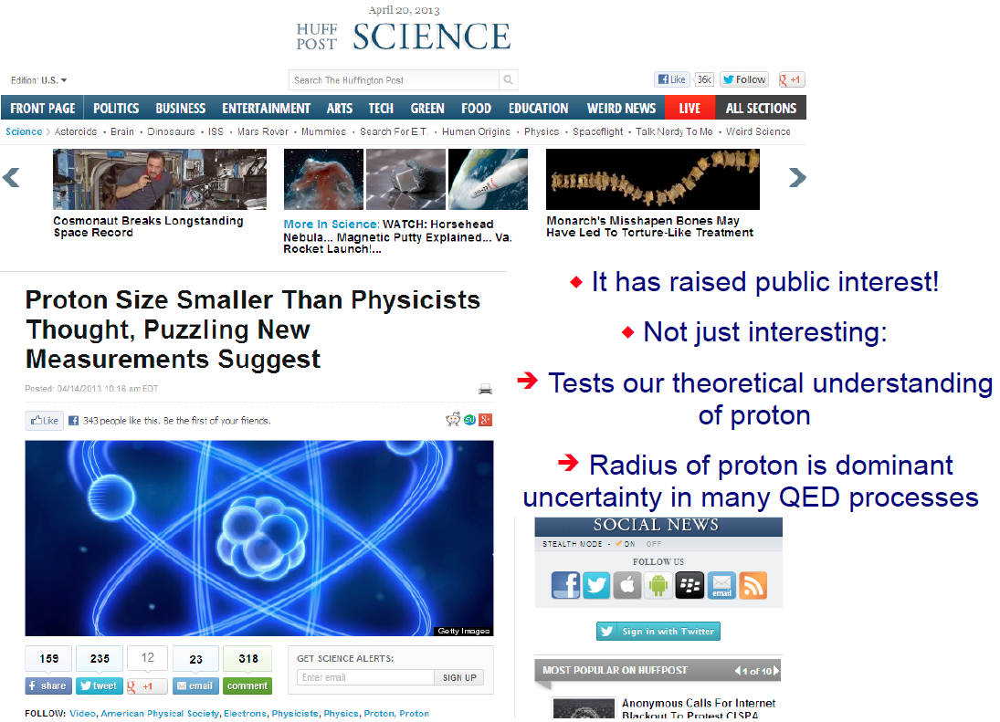 April 20, 2013
HUFF
POST
SCIENCE
Edition: U.S.
Search The Huffington Post
Like
36k
Follow
+1
FRONT PAGE
POLITICS
BUSINESS
ENTERTAINMENT
ARTS
TECH
GREEN
FOOD
EDUCATION
WEIRD NEWS
LIVE
ALL SECTIONS
Science
Asteroids • Brain • Dinosaurs • ISS • Mars Rover • Mummies • Search For E.T. • Human Origins • Physics • Spaceflight • Talk Nerdy To Me • Weird Science
Cosmonaut Breaks Longstanding
Space Record
More In Science: WATCH: Horsehead
Nebula... Magnetic Putty Explained... Va.
Rocket Launch!...
Monarch's Misshapen Bones May
Have Led To Torture-Like Treatment
Proton Size Smaller Than Physicists
Thought, Puzzling New
Measurements Suggest
Posted: 04/14/2013 10:16 am EDT
Like
343 people like this. Be the first of your friends.
Getty Images
159
235
12
23
318
share
tweet
+1
email
comment
GET SCIENCE ALERTS:
Enter email
SIGN UP
FOLLOW: Video, American Physical Society, Electrons, Physicists, Physics, Proton, Proton
It has raised public interest!
Not just interesting:
Tests our theoretical understanding
of proton
Radius of proton is dominant
uncertainty in many QED processes
SOCIAL NEWS
STEALTH MODE - ON OFF
FOLLOW US
email
Sign in with Twitter
MOST POPULAR ON HUFFPOST
1 of 10
Anonymous Calls For Internet
Blackout To Protest CISPA